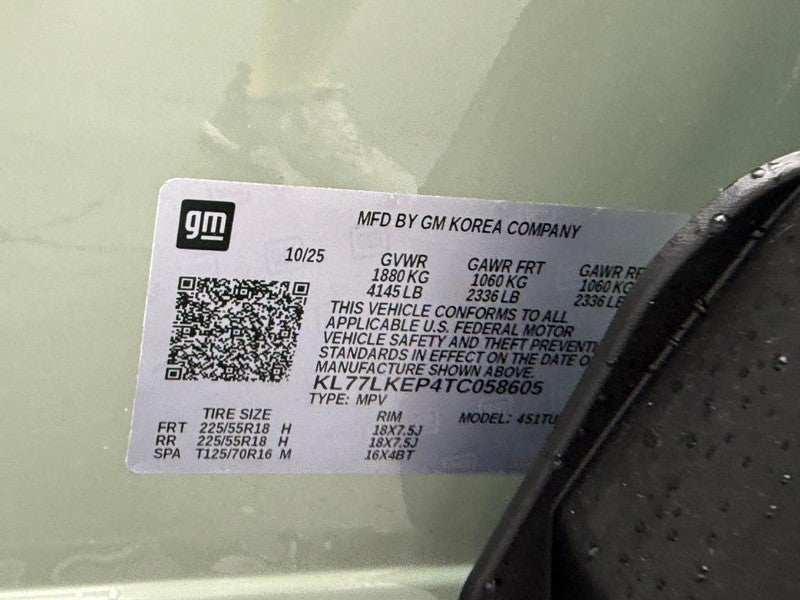 gm
MFD BY GM KOREA COMPANY
10/25 GVWR GAWR FRT GAWR
1880 KG 1060 KG 1060 KG
4145 LB 2336 LB 2336 LB
THIS VEHICLE CONFORMS TO ALL
APPLICABLE U.S. FEDERAL MOTOR
VEHICLE SAFETY AND THEFT
STANDARDS IN EFFECT ON THE DATE
MANUFACTURE SHOWN ABOVE.
KL77LKEP4TC058605
TYPE: MPV MODEL:
TIRE SIZE RIM
FRT 225/55R18 H 18X7.5J
RR 225/55R18 H 18X7.5J
SPA T125/70R16 M 16X4BT